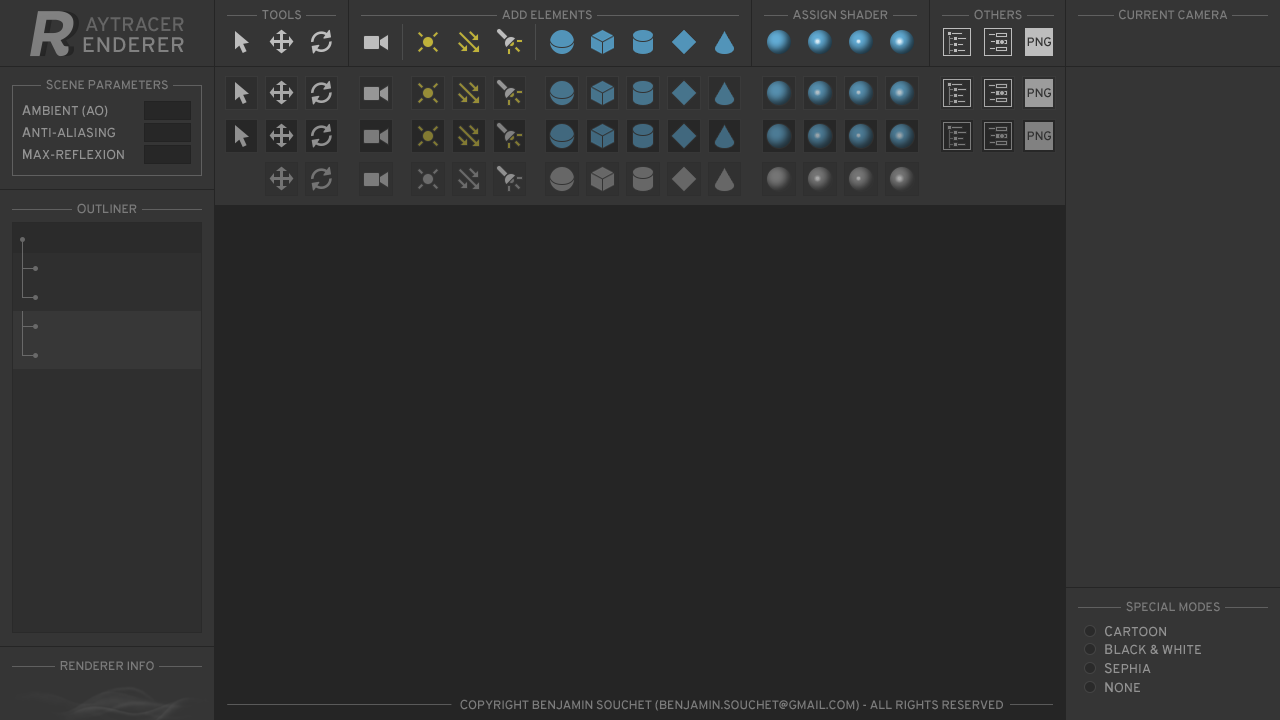 RAYTRACER
RENDERER
TOOLS
ADD ELEMENTS
ASSIGN SHADER
OTHERS
CURRENT CAMERA
PNG
SCENE PARAMETERS
AMBIENT (AO)
ANTI-ALIASING
MAX-REFLEXION
PNG
PNG
OUTLINER
RENDERER INFO
SPECIAL MODES
CARTOON
BLACK & WHITE
SEPHIA
NONE
COPYRIGHT BENJAMIN SOUCHET (BENJAMIN.SOUCHET@GMAIL.COM) - ALL RIGHTS RESERVED